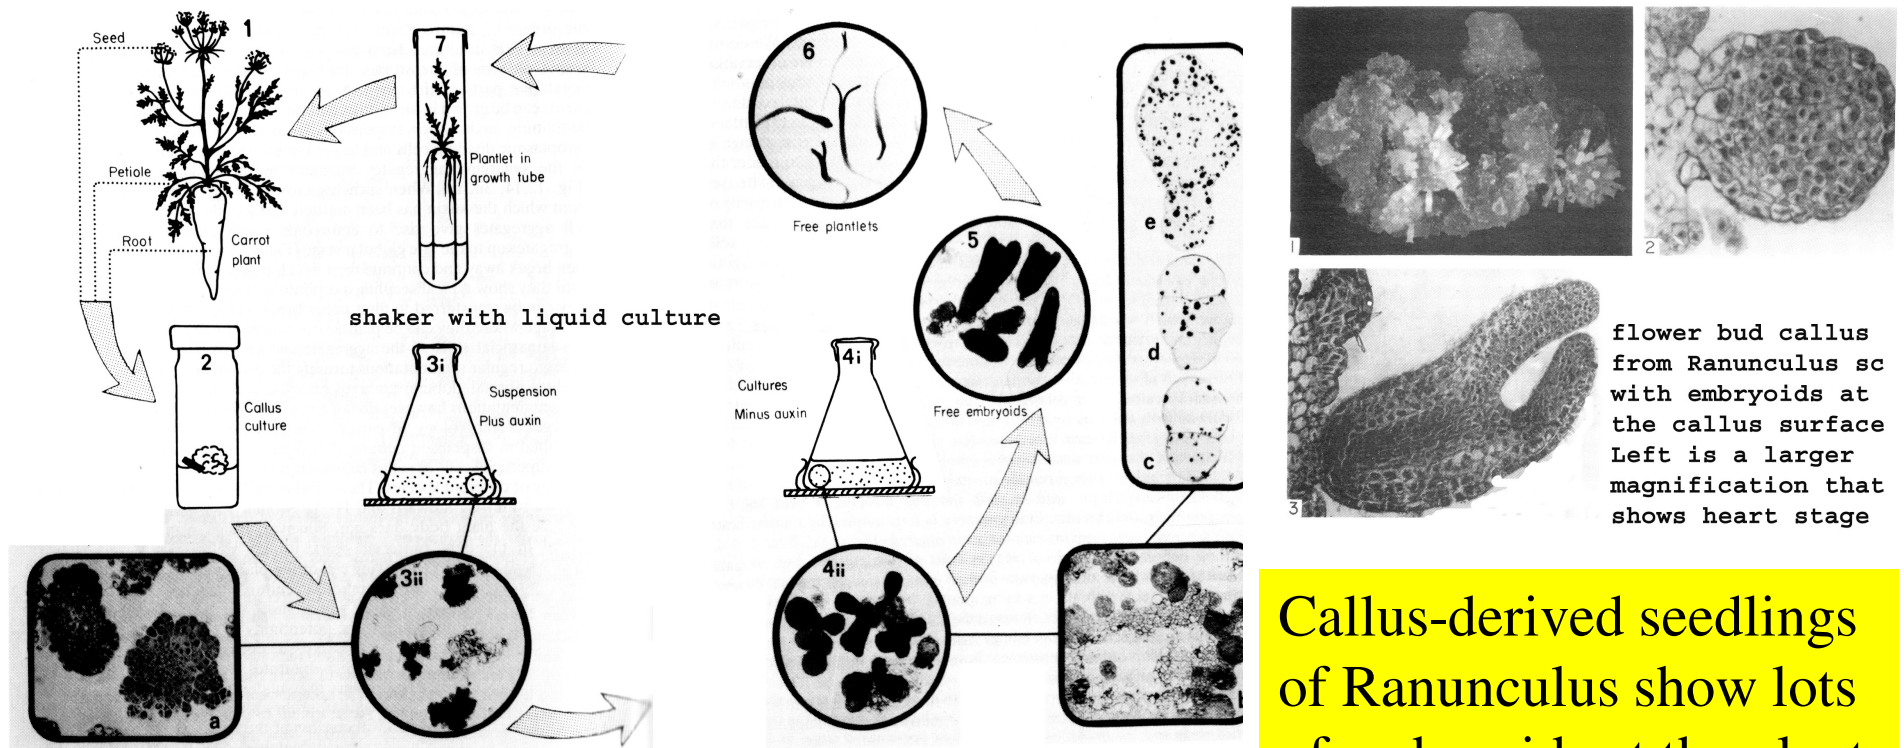 Seed
1
Petiole
Root
Carrot
plant
7
Plantlet in
growth tube
shaker with liquid culture
2
Callus
culture
3i
Suspension
Plus auxin
a
3ii
6
Free plantlets
5
Free embryoids
4i
Cultures
Minus auxin
4ii
e
d
c
1
2
3
flower bud callus
from Ranunculus sc
with embryoids at
the callus surface
Left is a larger
magnification that
shows heart stage
Callus-derived seedlings
of Ranunculus show lots